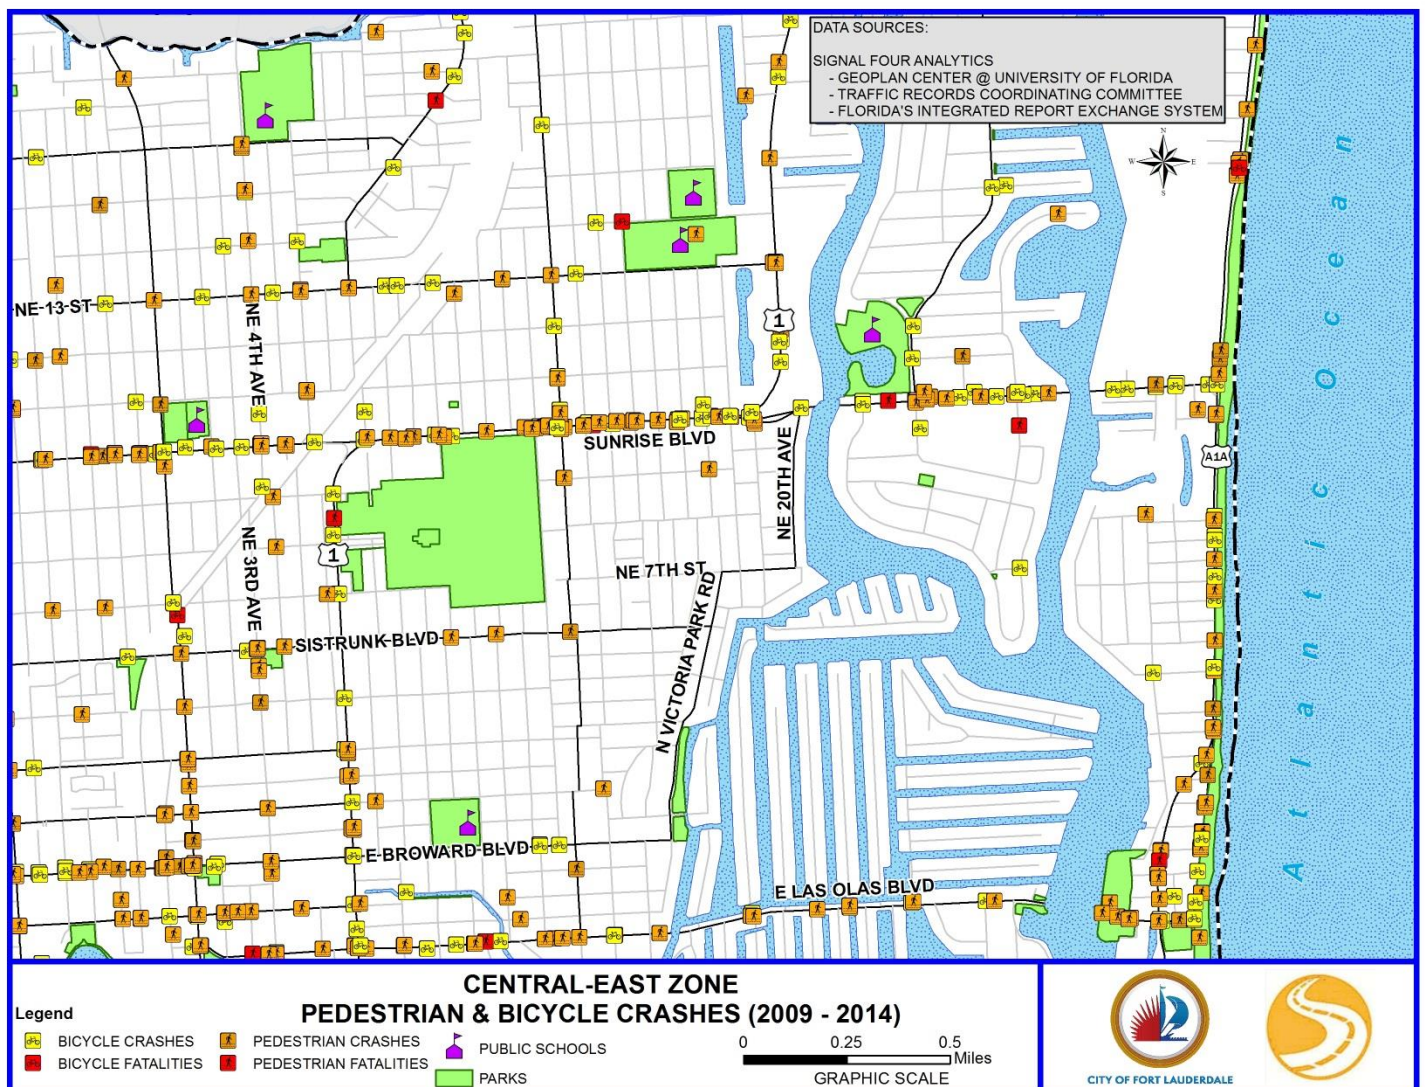 DATA SOURCES:
SIGNAL FOUR ANALYTICS
- GEOPLAN CENTER @ UNIVERSITY OF FLORIDA
- TRAFFIC RECORDS COORDINATING COMMITTEE
- FLORIDA'S INTEGRATED REPORT EXCHANGE SYSTEM
N
W E
S
Atlantic Ocean
NE 13 ST
NE 4TH AVE
1
SUNRISE BLVD
A1A
NE 20TH AVE
NE 3RD AVE
1
NE 7TH ST
N VICTORIA PARK RD
SISTRUNK BLVD
E BROWARD BLVD
E LAS OLAS BLVD
CENTRAL-EAST ZONE
PEDESTRIAN & BICYCLE CRASHES (2009 - 2014)
Legend
BICYCLE CRASHES
PEDESTRIAN CRASHES
PUBLIC SCHOOLS
BICYCLE FATALITIES
PEDESTRIAN FATALITIES
PARKS
0 0.25 0.5
Miles
GRAPHIC SCALE
CITY OF FORT LAUDERDALE